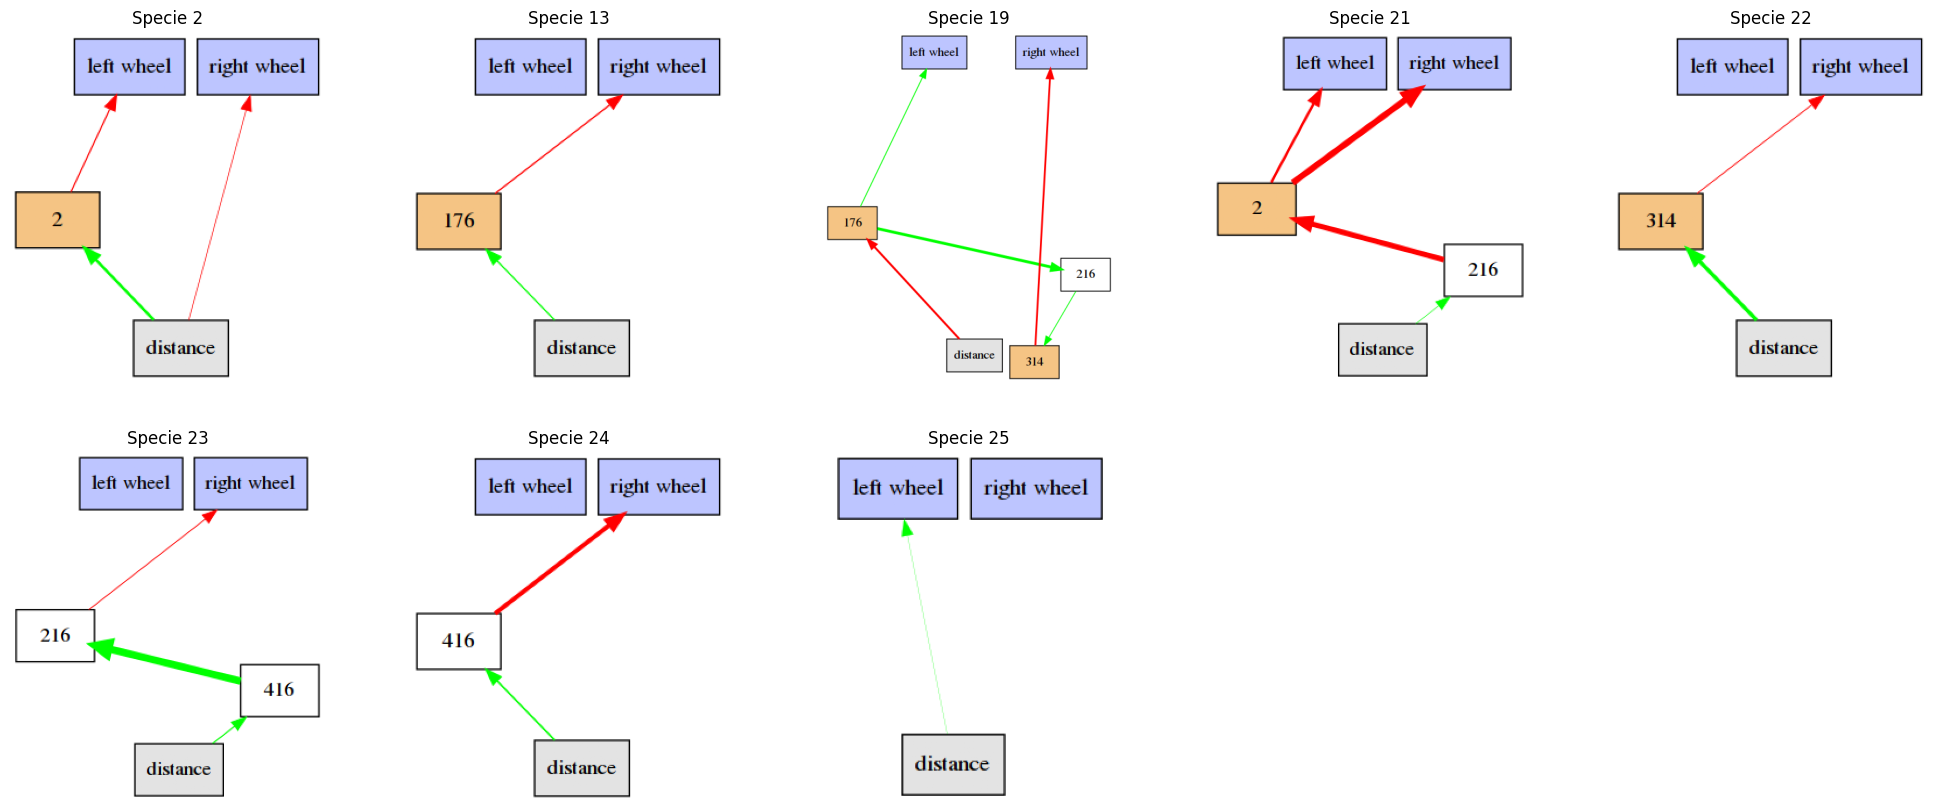 Specie 2
left wheel
right wheel
2
distance
Specie 13
left wheel
right wheel
176
distance
Specie 19
left wheel
right wheel
176
216
distance
314
Specie 21
left wheel
right wheel
2
216
distance
Specie 22
left wheel
right wheel
314
distance
Specie 23
left wheel
right wheel
216
416
distance
Specie 24
left wheel
right wheel
416
distance
Specie 25
left wheel
right wheel
distance